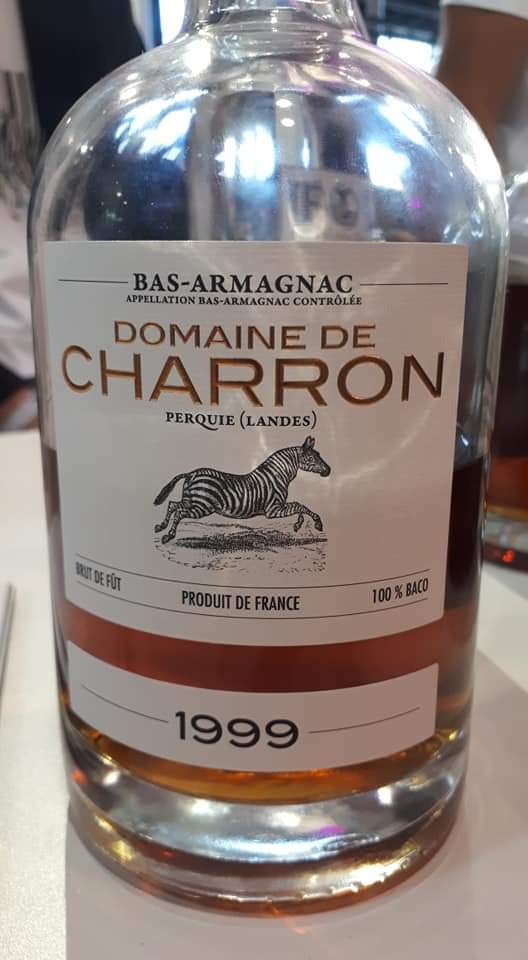 BAS-ARMAGNAC
APPELLATION BAS-ARMAGNAC CONTRÔLÉE
DOMAINE DE
CHARRON
PERQUIE (LANDES)
BRUT DE FÛT
PRODUIT DE FRANCE
100 % BACO
1999